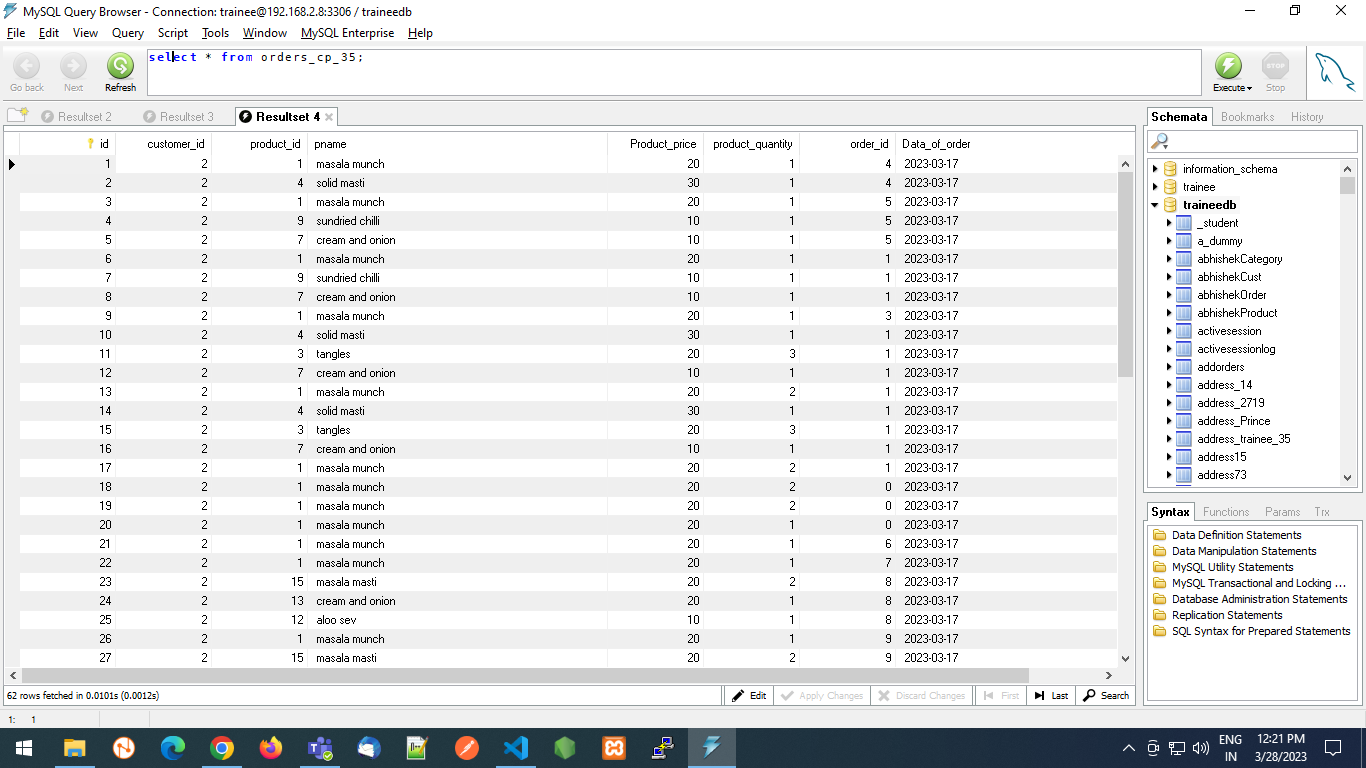 MySQL Query Browser - Connection: trainee@192.168.2.8:3306 / traineedb
File Edit View Query Script Tools Window MySQL Enterprise Help
select * from orders_cp_35;
Go back Next Refresh Execute Stop
Resultset 2 Resultset 3 Resultset 4
id customer_id product_id pname Product_price product_quantity order_id Data_of_order
1 2 1 masala munch 20 1 4 2023-03-17
2 2 4 solid masti 30 1 4 2023-03-17
3 2 1 masala munch 20 1 5 2023-03-17
4 2 9 sundried chilli 10 1 5 2023-03-17
5 2 7 cream and onion 10 1 5 2023-03-17
6 2 1 masala munch 20 1 1 2023-03-17
7 2 9 sundried chilli 10 1 1 2023-03-17
8 2 7 cream and onion 10 1 1 2023-03-17
9 2 1 masala munch 20 1 3 2023-03-17
10 2 4 solid masti 30 1 1 2023-03-17
11 2 3 tangles 20 3 1 2023-03-17
12 2 7 cream and onion 10 1 1 2023-03-17
13 2 1 masala munch 20 2 1 2023-03-17
14 2 4 solid masti 30 1 1 2023-03-17
15 2 3 tangles 20 3 1 2023-03-17
16 2 7 cream and onion 10 1 1 2023-03-17
17 2 1 masala munch 20 2 1 2023-03-17
18 2 1 masala munch 20 2 0 2023-03-17
19 2 1 masala munch 20 2 0 2023-03-17
20 2 1 masala munch 20 1 0 2023-03-17
21 2 1 masala munch 20 1 6 2023-03-17
22 2 1 masala munch 20 1 7 2023-03-17
23 2 15 masala masti 20 2 8 2023-03-17
24 2 13 cream and onion 20 1 8 2023-03-17
25 2 12 aloo sev 10 1 8 2023-03-17
26 2 1 masala munch 20 1 9 2023-03-17
27 2 15 masala masti 20 2 9 2023-03-17
62 rows fetched in 0.0101s (0.0012s)
Edit Apply Changes Discard Changes First Last Search
1: 1
Schemata Bookmarks History
information_schema
trainee
traineedb
_student
a_dummy
abhishekCategory
abhishekCust
abhishekOrder
abhishekProduct
activesession
activesessionlog
addorders
address_14
address_2719
address_Prince
address_trainee_35
address15
address73
Syntax Functions Params Trx
Data Definition Statements
Data Manipulation Statements
MySQL Utility Statements
MySQL Transactional and Locking ...
Database Administration Statements
Replication Statements
SQL Syntax for Prepared Statements
ENG
IN
12:21 PM
3/28/2023